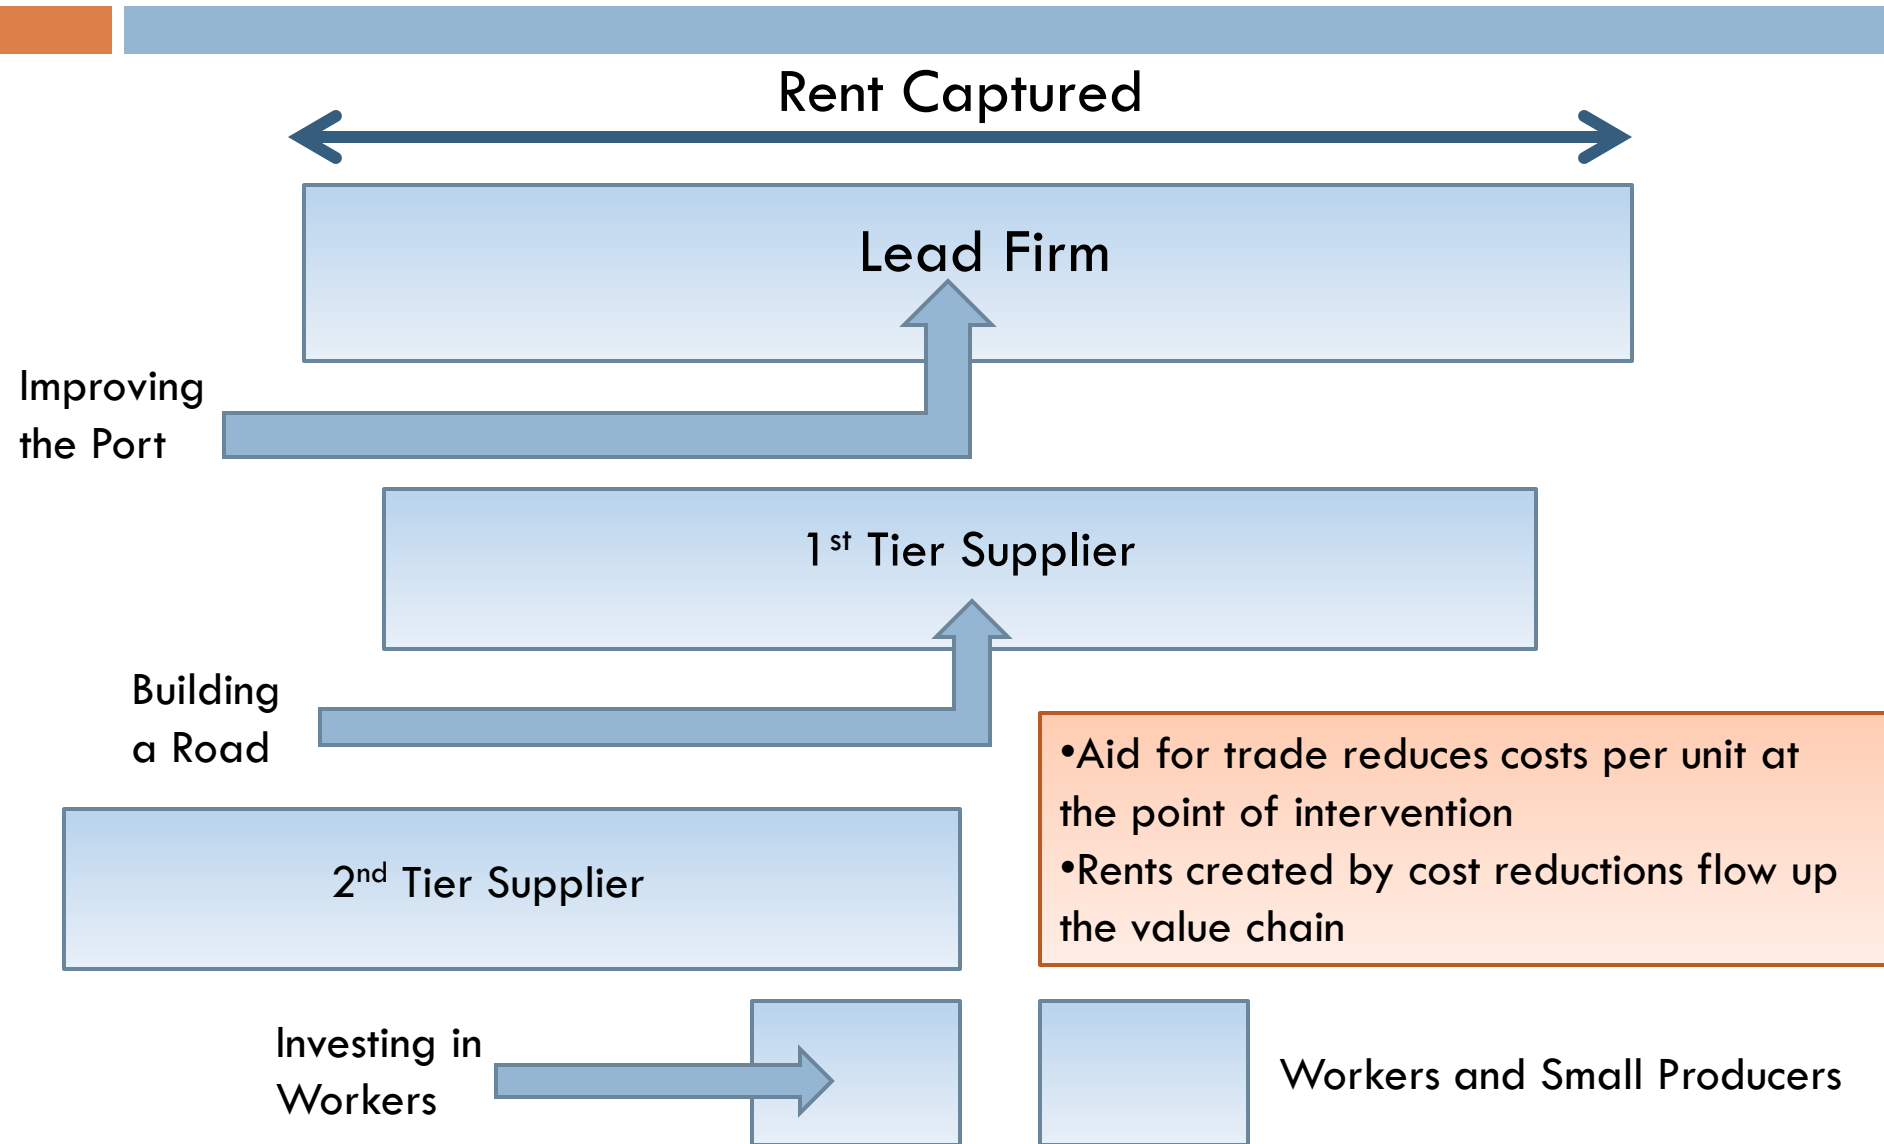 Rent Captured
Lead Firm
Improving
the Port
1st Tier Supplier
Building
a Road
•Aid for trade reduces costs per unit at
the point of intervention
•Rents created by cost reductions flow up
the value chain
2nd Tier Supplier
Investing in
Workers
Workers and Small Producers